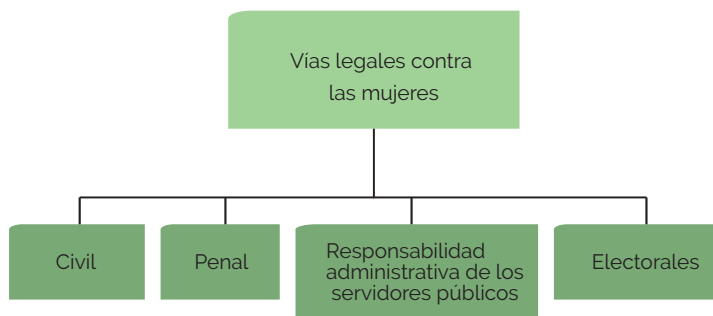 Vías legales contra
las mujeres
Civil
Penal
Responsabilidad
administrativa de los
servidores públicos
Electorales